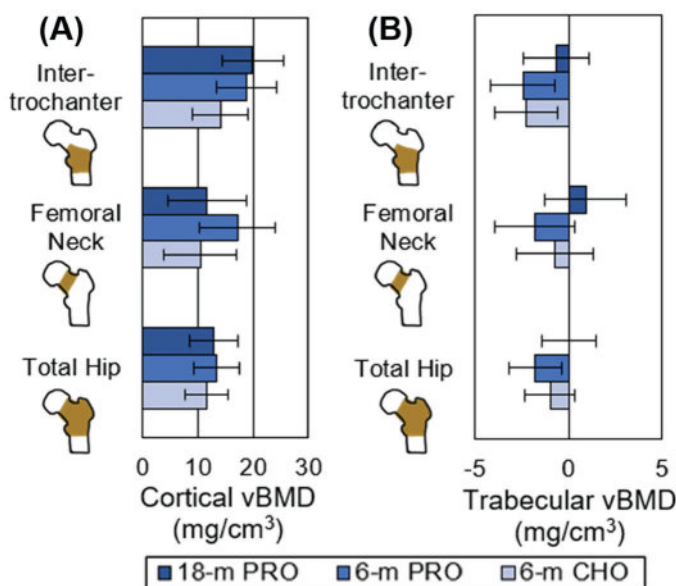 (A)
Inter-
trochanter
Femoral
Neck
Total Hip
0 10 20 30
Cortical vBMD
(mg/cm³)
(B)
Inter-
trochanter
Femoral
Neck
Total Hip
-5 0 5
Trabecular vBMD
(mg/cm³)
18-m PRO 6-m PRO 6-m CHO